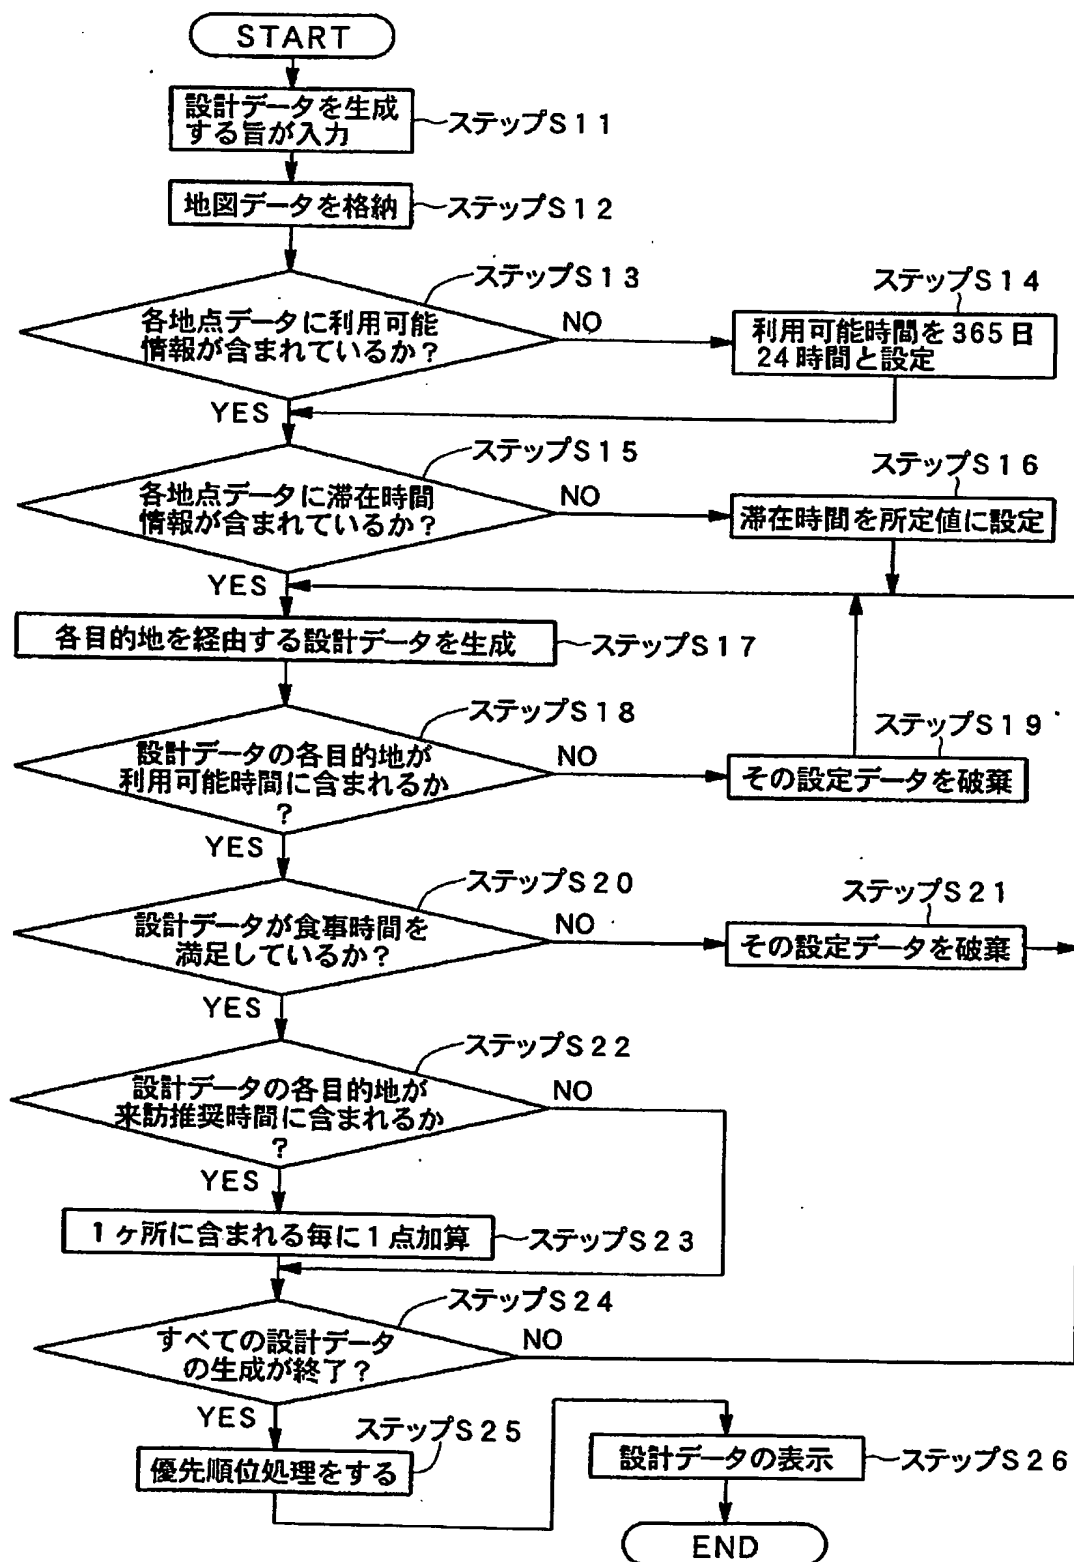 START
設計データを生成
する旨が入力
ステップS11
地図データを格納
ステップS12
ステップS13
各地点データに利用可能
情報が含まれているか?
NO
YES
ステップS14
利用可能時間を365日
24時間と設定
ステップS15
各地点データに滞在時間
情報が含まれているか?
NO
YES
ステップS16
滞在時間を所定値に設定
各目的地を経由する設計データを生成
ステップS17
ステップS18
設計データの各目的地が
利用可能時間に含まれるか
?
NO
YES
ステップS19
その設定データを破棄
ステップS20
設計データが食事時間を
満足しているか?
NO
YES
ステップS21
その設定データを破棄
ステップS22
設計データの各目的地が
来訪推奨時間に含まれるか
?
NO
YES
1ヶ所に含まれる毎に1点加算
ステップS23
ステップS24
すべての設計データ
の生成が終了?
NO
YES
ステップS25
優先順位処理をする
設計データの表示
ステップS26
END